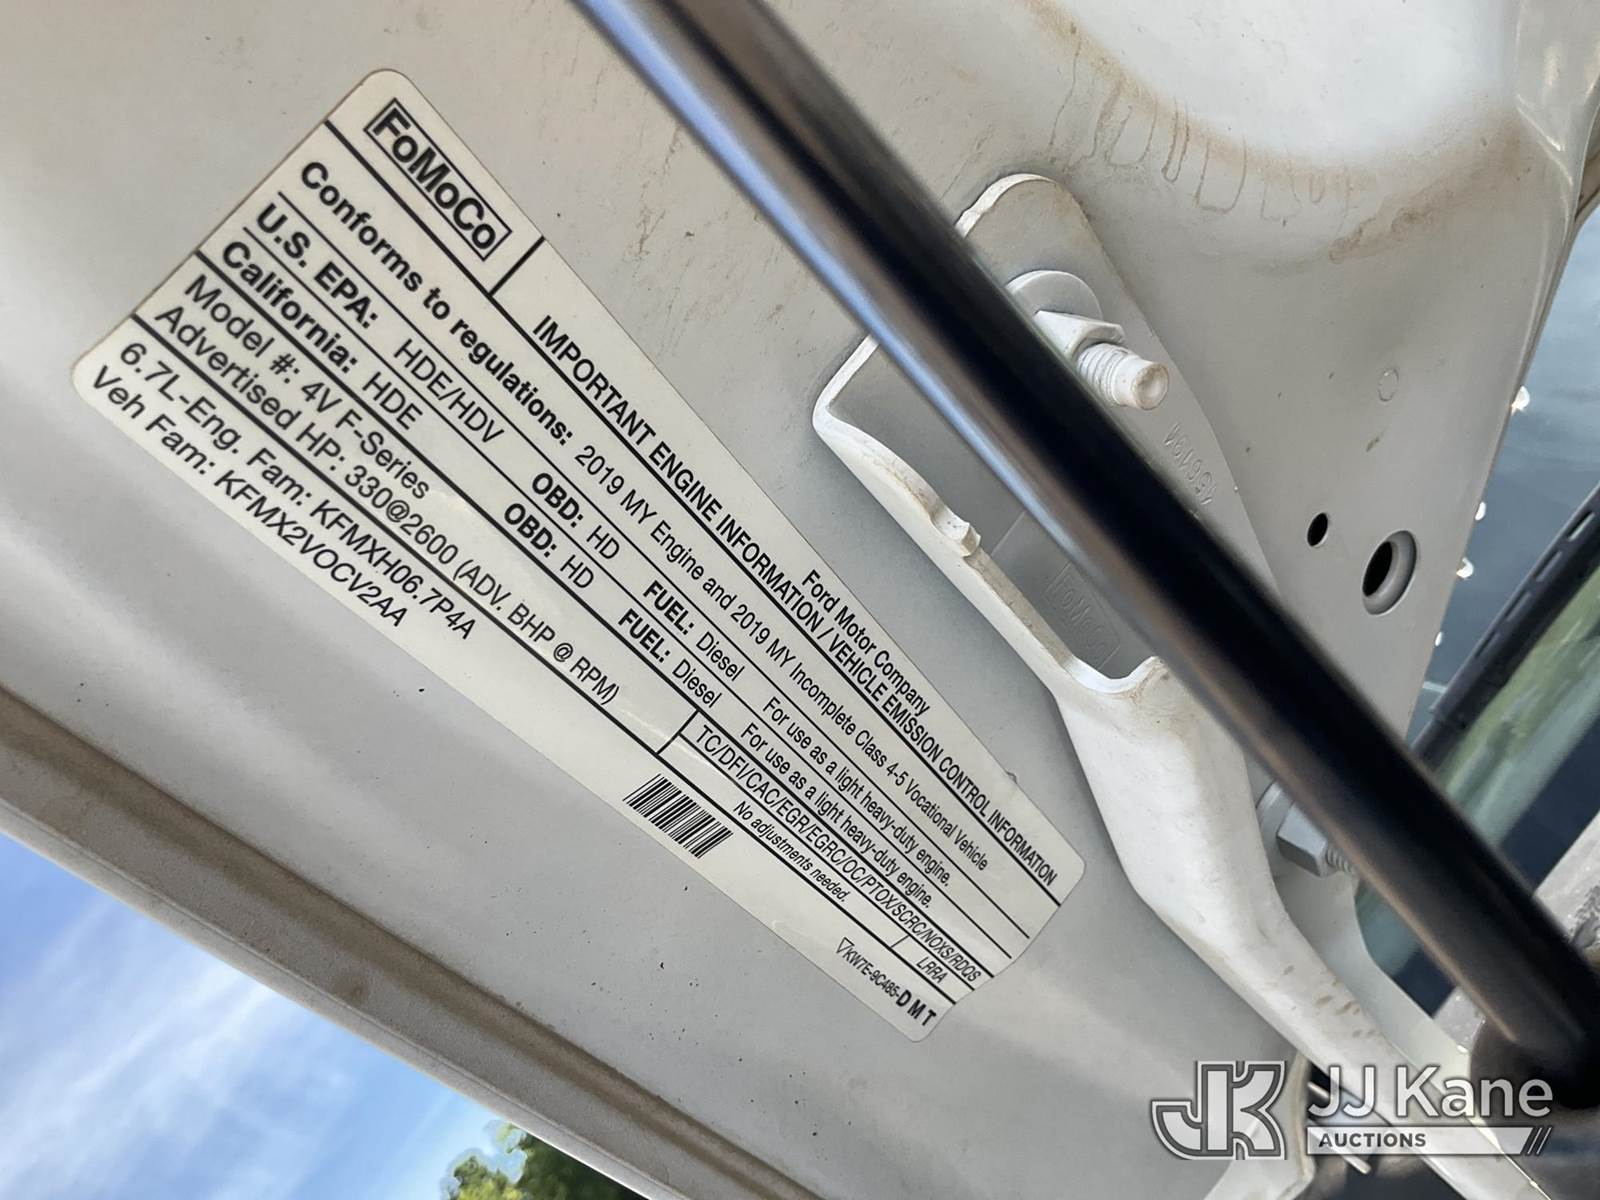 FoMoCo
Ford Motor Company
IMPORTANT ENGINE INFORMATION / VEHICLE EMISSION CONTROL INFORMATION
Conforms to regulations: 2019 MY Engine and 2019 MY Incomplete Class 4-5 Vocational Vehicle
U.S. EPA: HDE/HDV OBD: HD FUEL: Diesel For use as a light heavy-duty engine.
California: HDE OBD: HD FUEL: Diesel For use as a light heavy-duty engine.
Model #: 4V F-Series TC/DFI/CAC/EGR/EGRC/OC/PTOX/SCRC/NOXS/RDQS
Advertised HP: 330@2600 (ADV. BHP @ RPM) No adjustments needed. LRRA
6.7L-Eng. Fam: KFMXH06.7P4A
Veh Fam: KFMX2VOCV2AA
KW7E-9C485-DMT
FoMoCo
JJ Kane
AUCTIONS